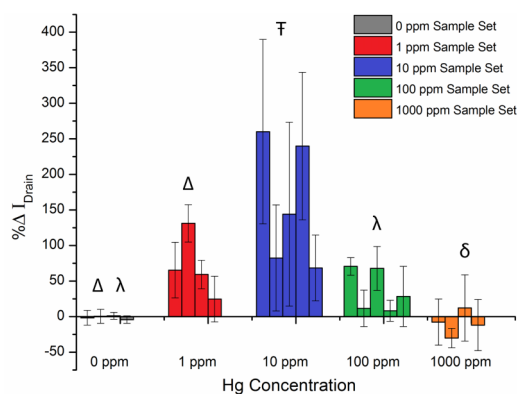 400
350
300
250
200
150
100
50
0
-50
%Δ I_Drain
0 ppm Sample Set
1 ppm Sample Set
10 ppm Sample Set
100 ppm Sample Set
1000 ppm Sample Set
Ŧ
Δ
Δ λ
λ
δ
0 ppm 1 ppm 10 ppm 100 ppm 1000 ppm
Hg Concentration